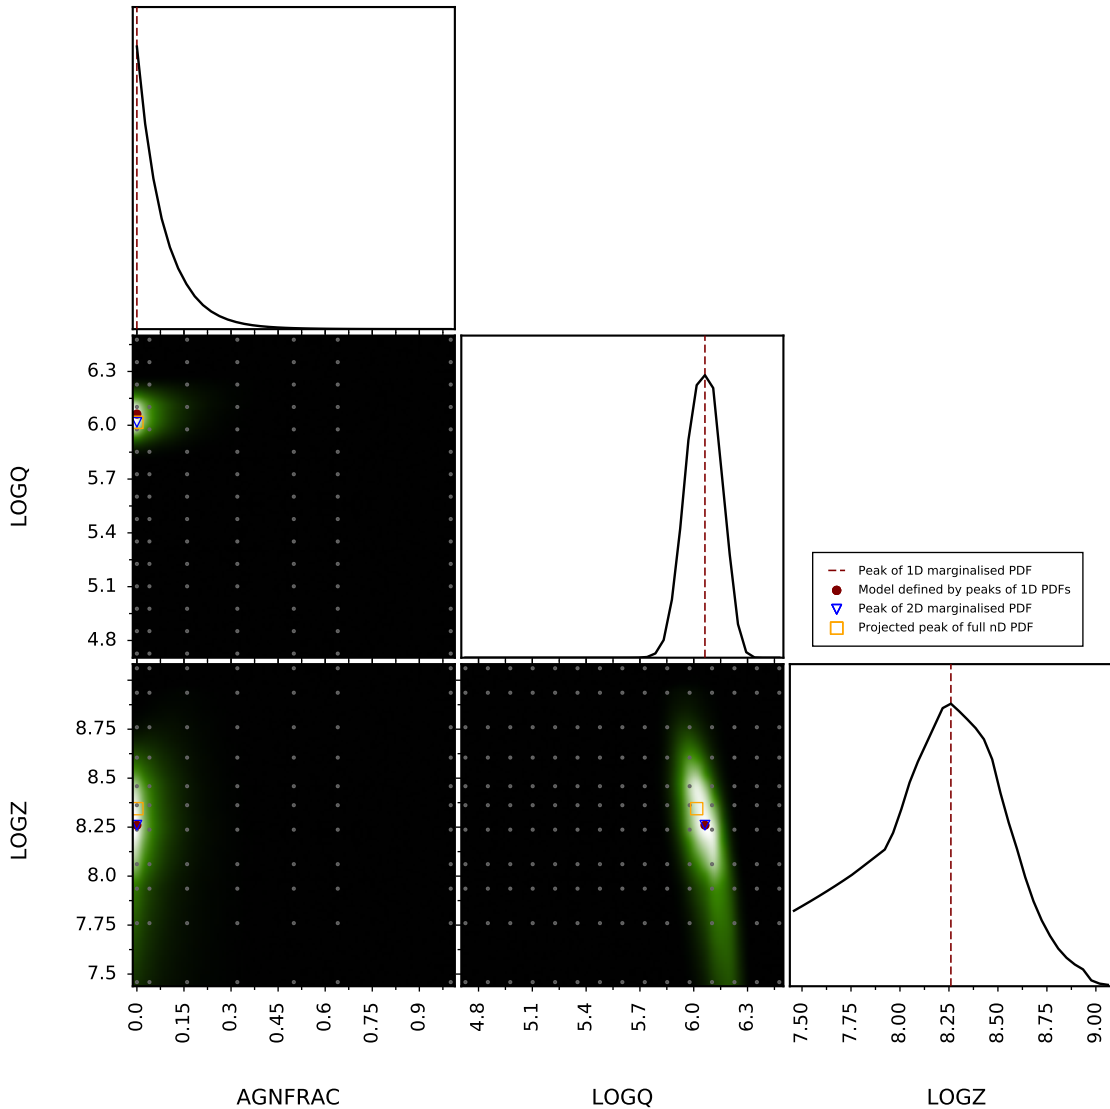 LOGQ
6.3
6.0
5.7
5.4
5.1
4.8
Peak of 1D marginalised PDF
Model defined by peaks of 1D PDFs
Peak of 2D marginalised PDF
Projected peak of full nD PDF
LOGZ
8.75
8.5
8.25
8.0
7.75
7.5
0.0 0.15 0.3 0.45 0.6 0.75 0.9
4.8 5.1 5.4 5.7 6.0 6.3
7.50 7.75 8.00 8.25 8.50 8.75 9.00
AGNFRAC
LOGQ
LOGZ